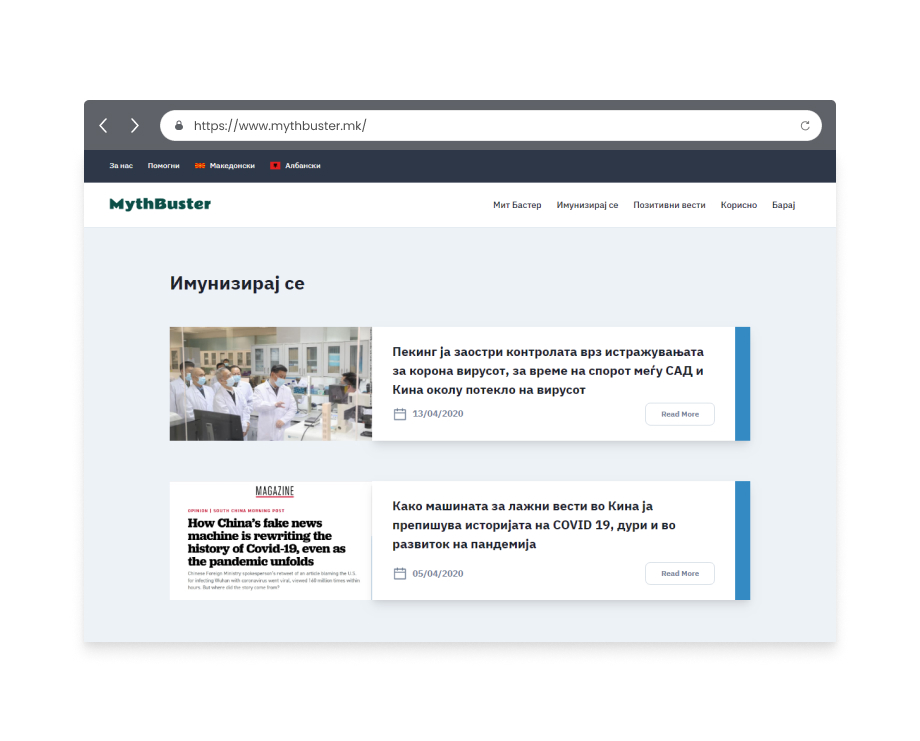 https://www.mythbuster.mk/
За нас Помогни Македонски Албански
MythBuster
Мит Бастер Имунизирај се Позитивни вести Корисно Барај
Имунизирај се
Пекинг ја заостри контролата врз истражувањата
за корона вирусот, за време на спорот меѓу САД и
Кина околу потекло на вирусот
13/04/2020
Read More
MAGAZINE
OPINION | SOUTH CHINA MORNING POST
How China's fake news
machine is rewriting the
history of Covid-19, even as
the pandemic unfolds
Chinese Foreign Ministry spokesperson's retweet of an article blaming the U.S.
for infecting Wuhan with coronavirus went viral, viewed 160 million times within
hours. But where did the story come from?
Како машината за лажни вести во Кина ја
препишува историјата на COVID 19, дури и во
развиток на пандемија
05/04/2020
Read More